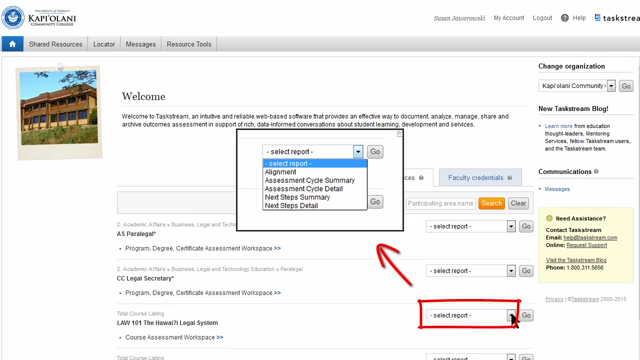 UNIVERSITY of HAWAI'I
KAPI'OLANI
COMMUNITY COLLEGE
Susan Jaworowski
My Account
Logout
Help
taskstream
Shared Resources
Locator
Messages
Resource Tools
Change organization
Kapi'olani Community C
Go
Welcome
Welcome to Taskstream, an intuitive and reliable web-based software that provides an effective way to document, analyze, manage, share and
archive outcomes assessment in support of rich, data-informed conversations about student learning, development and services.
New Taskstream Blog!
Learn more from education
thought-leaders, Mentoring
Services, fellow Taskstream users,
and the Taskstream team.
Communications
Messages
- select report -
Go
- select report -
Alignment
Assessment Cycle Summary
Assessment Cycle Detail
Next Steps Summary
Next Steps Detail
Go
ces
Faculty credentials
Participating area name
Search
Clear
2. Academic Affairs » Business, Legal and Techno
AS Paralegal*
Program, Degree, Certificate Assessment Workspace >>
- select report -
Go
2. Academic Affairs » Business, Legal and Technology Education » Paralegal
CC Legal Secretary*
Program, Degree, Certificate Assessment Workspace >>
- select report -
Go
Total Course Listing
LAW 101 The Hawai?i Legal System
Course Assessment Workspace >>
- select report -
Go
Total Course Listing
- select report -
Go
Need Assistance?
Contact Taskstream
Email: help@taskstream.com
Online: Request Support
Visit the Taskstream Blog
Phone: 1.800.311.5656
Privacy | ©Taskstream 2000-2015